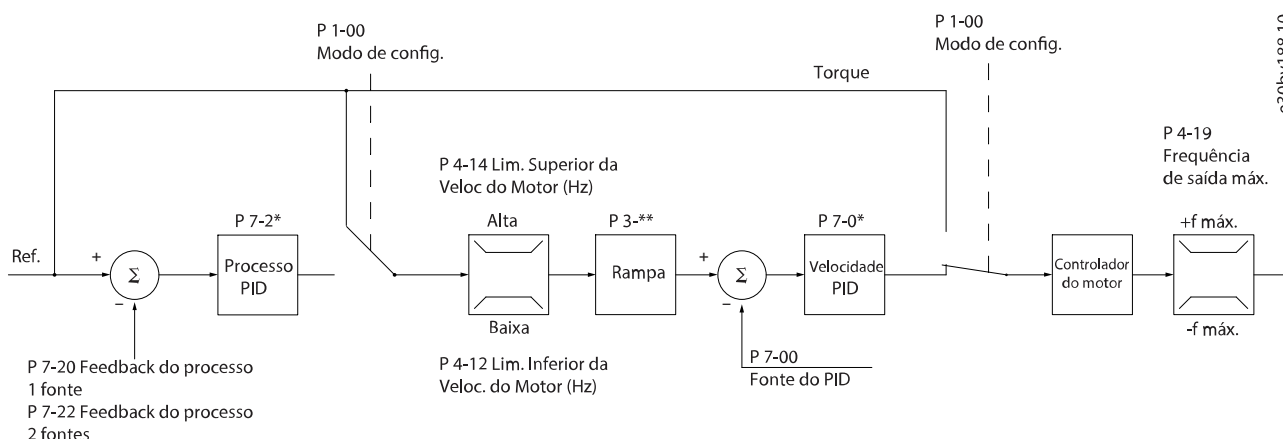 P 1-00
Modo de config.
P 1-00
Modo de config.
Torque
P 4-19
Frequência
de saída máx.
P 4-14 Lim. Superior da
Veloc do Motor (Hz)
P 7-2*
Alta
P 3-**
P 7-0*
+f máx.
Ref.
+
Σ
−
Processo
PID
Rampa
+
Σ
−
Velocidade
PID
Controlador
do motor
Baixa
-f máx.
P 7-20 Feedback do processo
1 fonte
P 7-22 Feedback do processo
2 fontes
P 4-12 Lim. Inferior da
Veloc. do Motor (Hz)
P 7-00
Fonte do PID